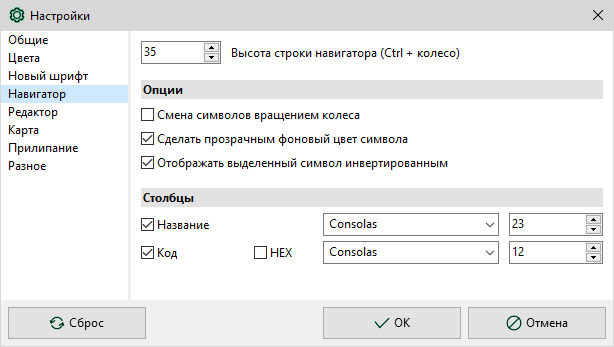 Настройки
Общие
Цвета
Новый шрифт
Навигатор
Редактор
Карта
Прилипание
Разное
35 Высота строки навигатора (Ctrl + колесо)
Опции
Смена символов вращением колеса
Сделать прозрачным фоновый цвет символа
Отображать выделенный символ инвертированным
Столбцы
Название Consolas 23
Код HEX Consolas 12
Сброс OK Отмена